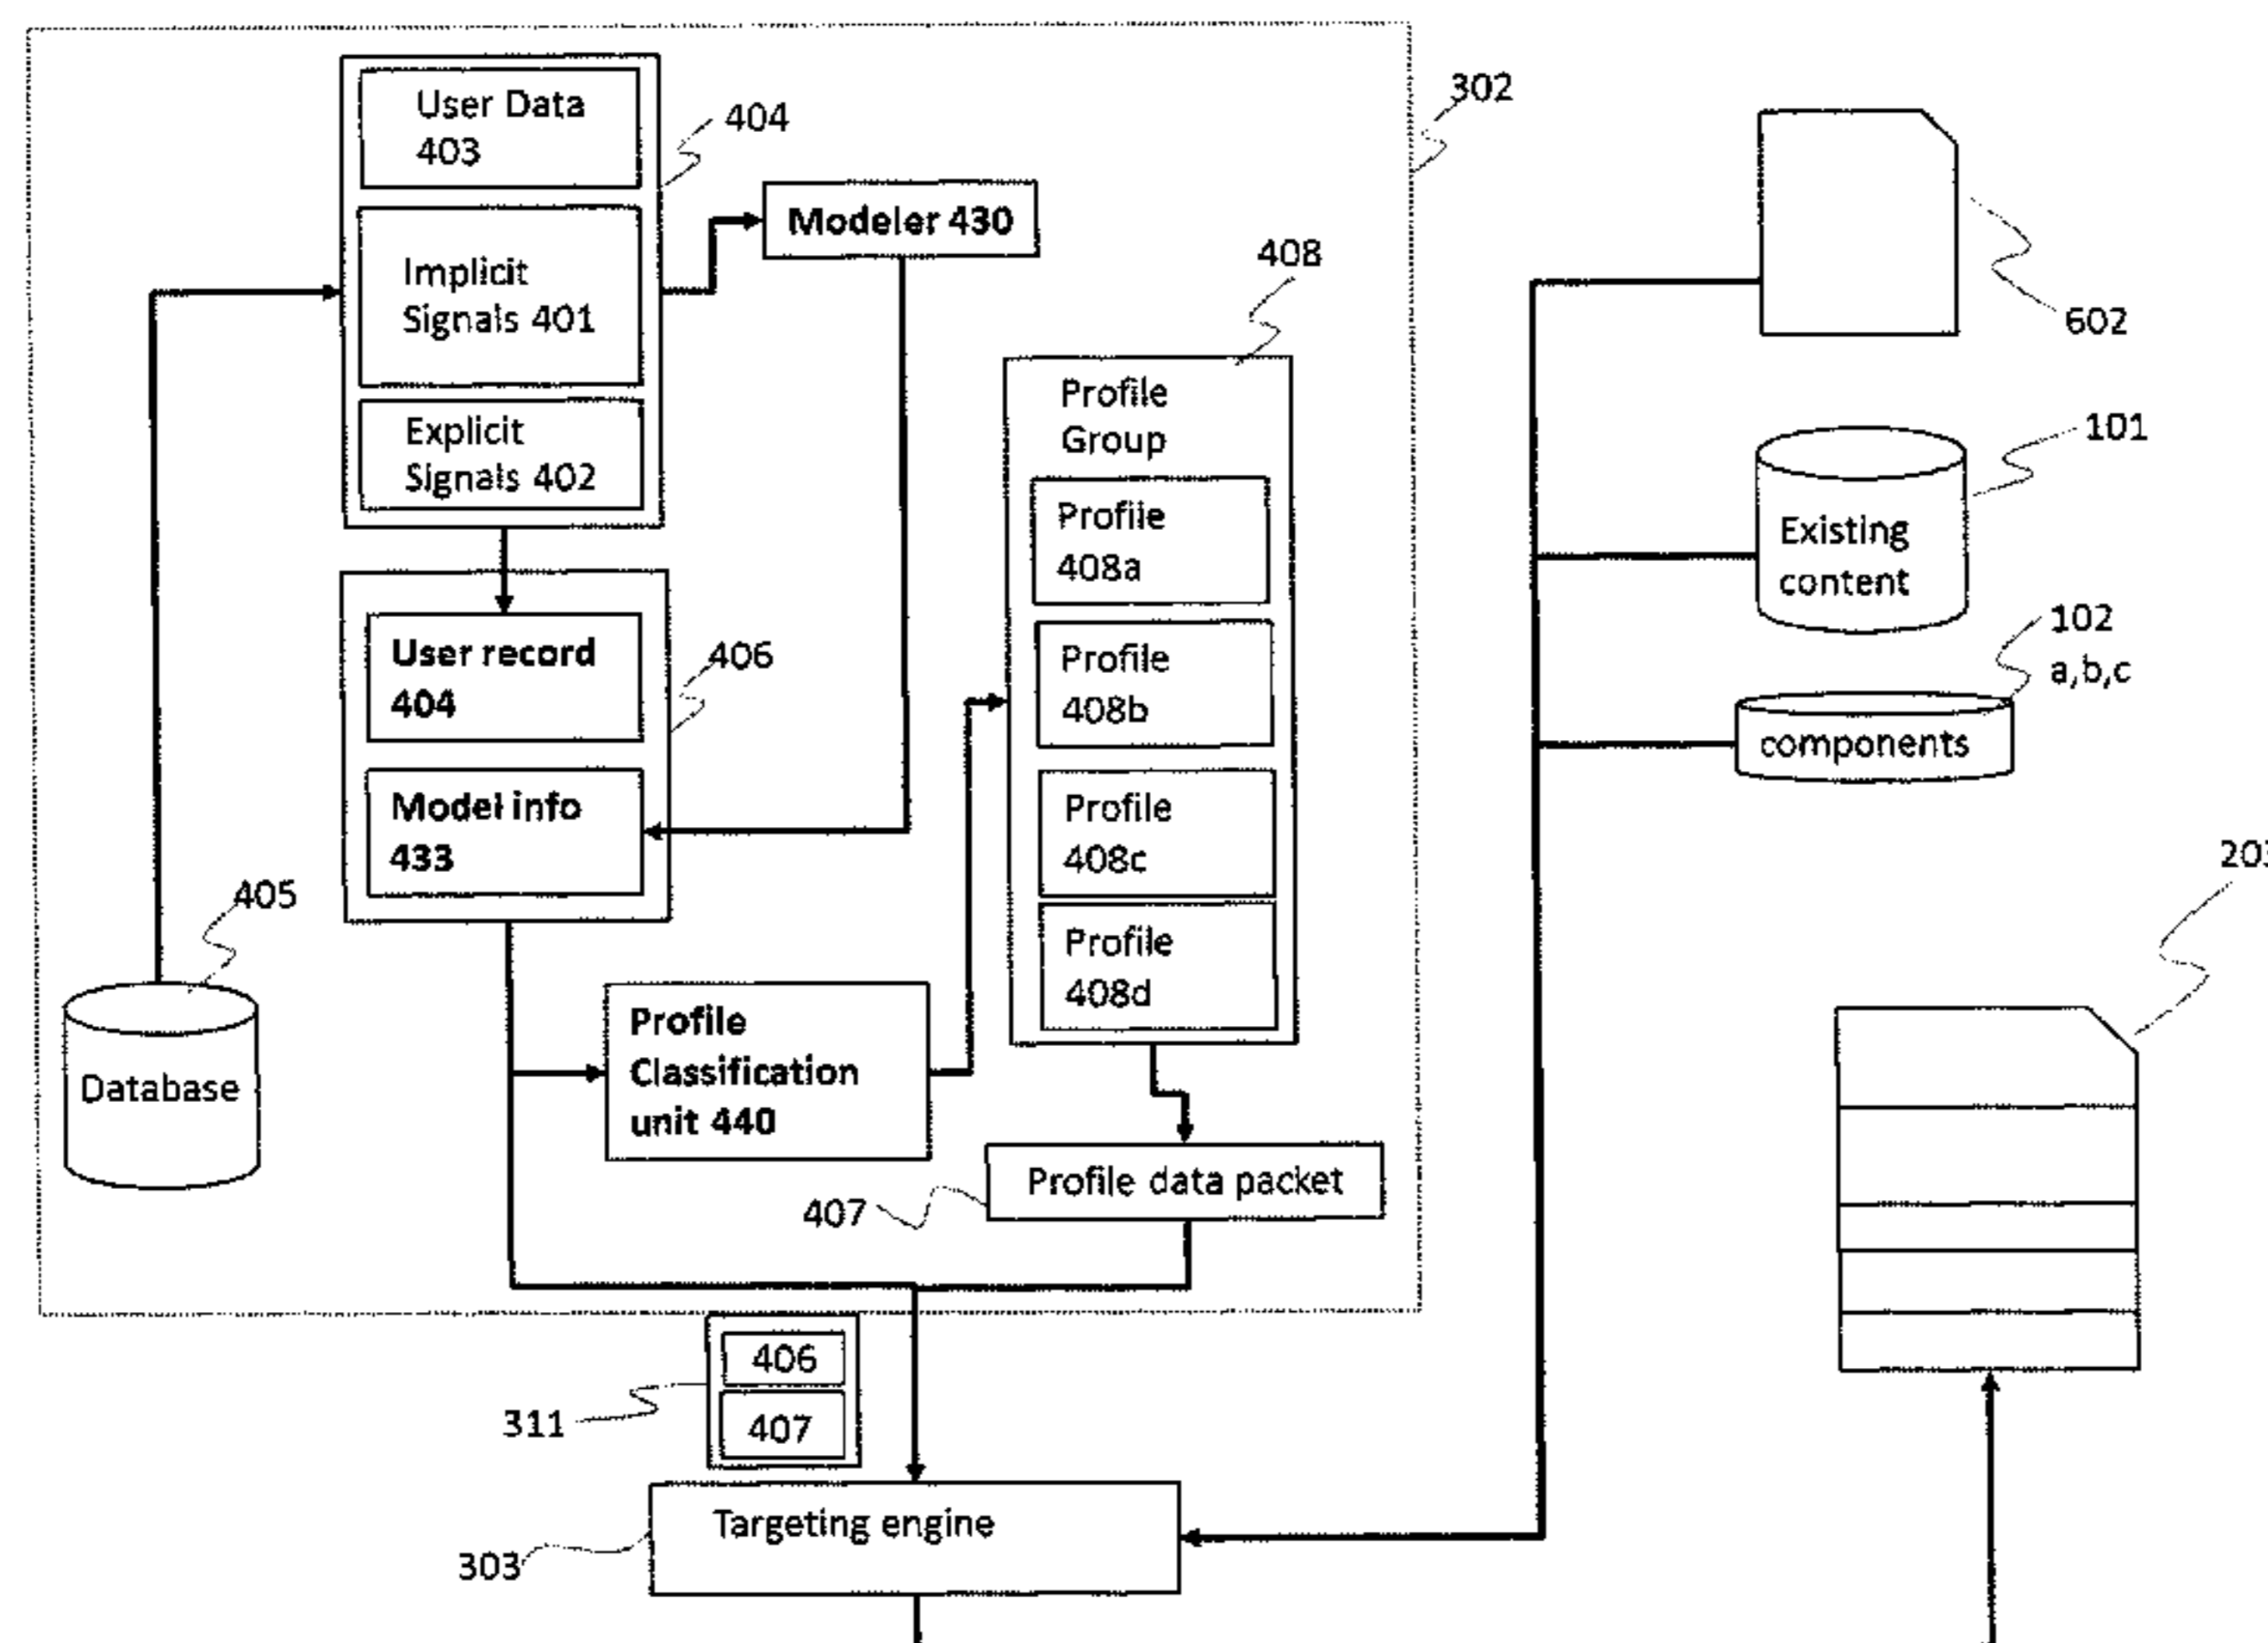 User Data
403
404
Implicit
Signals 401
Explicit
Signals 402
Modeler 430
302
408
Profile
Group
Profile
408a
Profile
408b
Profile
408c
Profile
408d
User record
404
406
Model info
433
405
Database
Profile
Classification
unit 440
Profile data packet
407
406
407
311
Targeting engine
303
602
101
Existing
content
102
a,b,c
components
203